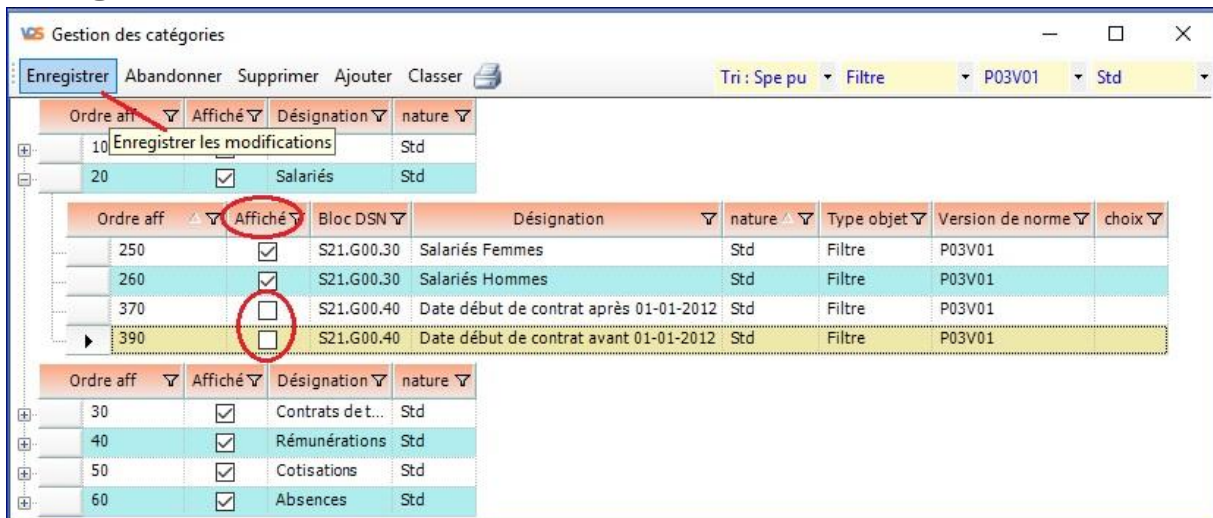 VDS Gestion des catégories
Enregistrer Abandonner Supprimer Ajouter Classer Tri : Spe pu Filtre P03V01 Std
Ordre aff Affiché Désignation nature
10 Std
Enregistrer les modifications
20 Salariés Std
Ordre aff Affiché Bloc DSN Désignation nature Type objet Version de norme choix
250 S21.G00.30 Salariés Femmes Std Filtre P03V01
260 S21.G00.30 Salariés Hommes Std Filtre P03V01
370 S21.G00.40 Date début de contrat après 01-01-2012 Std Filtre P03V01
390 S21.G00.40 Date début de contrat avant 01-01-2012 Std Filtre P03V01
Ordre aff Affiché Désignation nature
30 Contrats de t... Std
40 Rémunérations Std
50 Cotisations Std
60 Absences Std